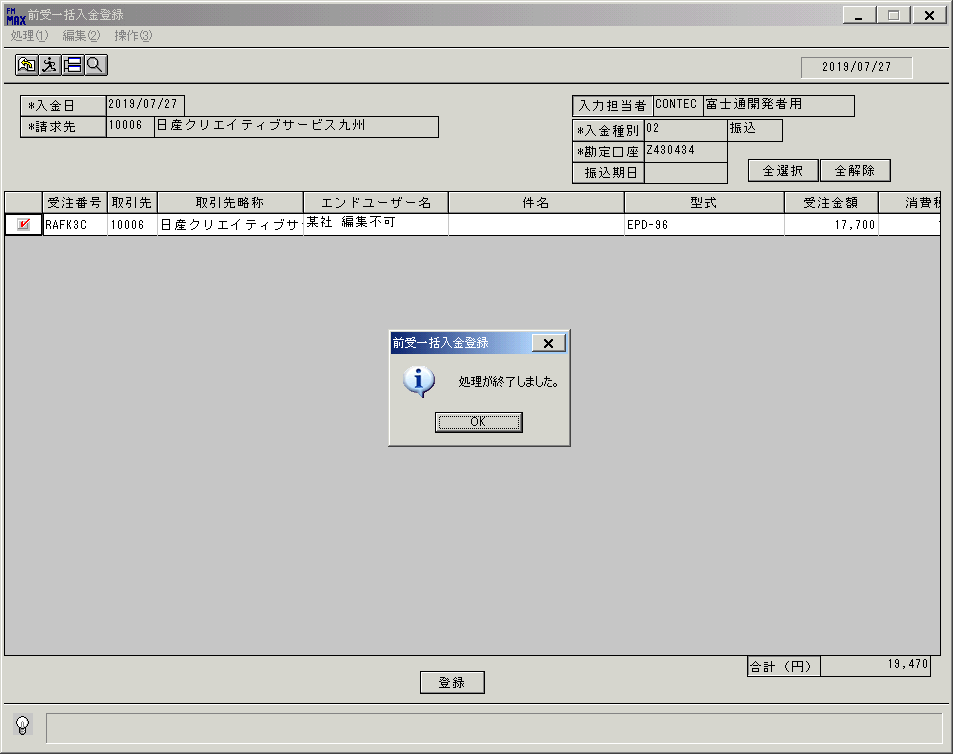 FM MAX 前受一括入金登録
処理(1) 編集(2) 操作(3)
2019/07/27
*入金日 2019/07/27
*請求先 10006 日産クリエイティブサービス九州
入力担当者 CONTEC 富士通開発者用
*入金種別 02 振込
*勘定口座 Z430434
振込期日
全選択 全解除
受注番号 取引先 取引先略称 エンドユーザー名 件名 型式 受注金額 消費税
RAFK3C 10006 日産クリエイティブサ 某社 編集不可 EPD-96 17,700
前受一括入金登録
処理が終了しました。
OK
合計（円） 19,470
登録